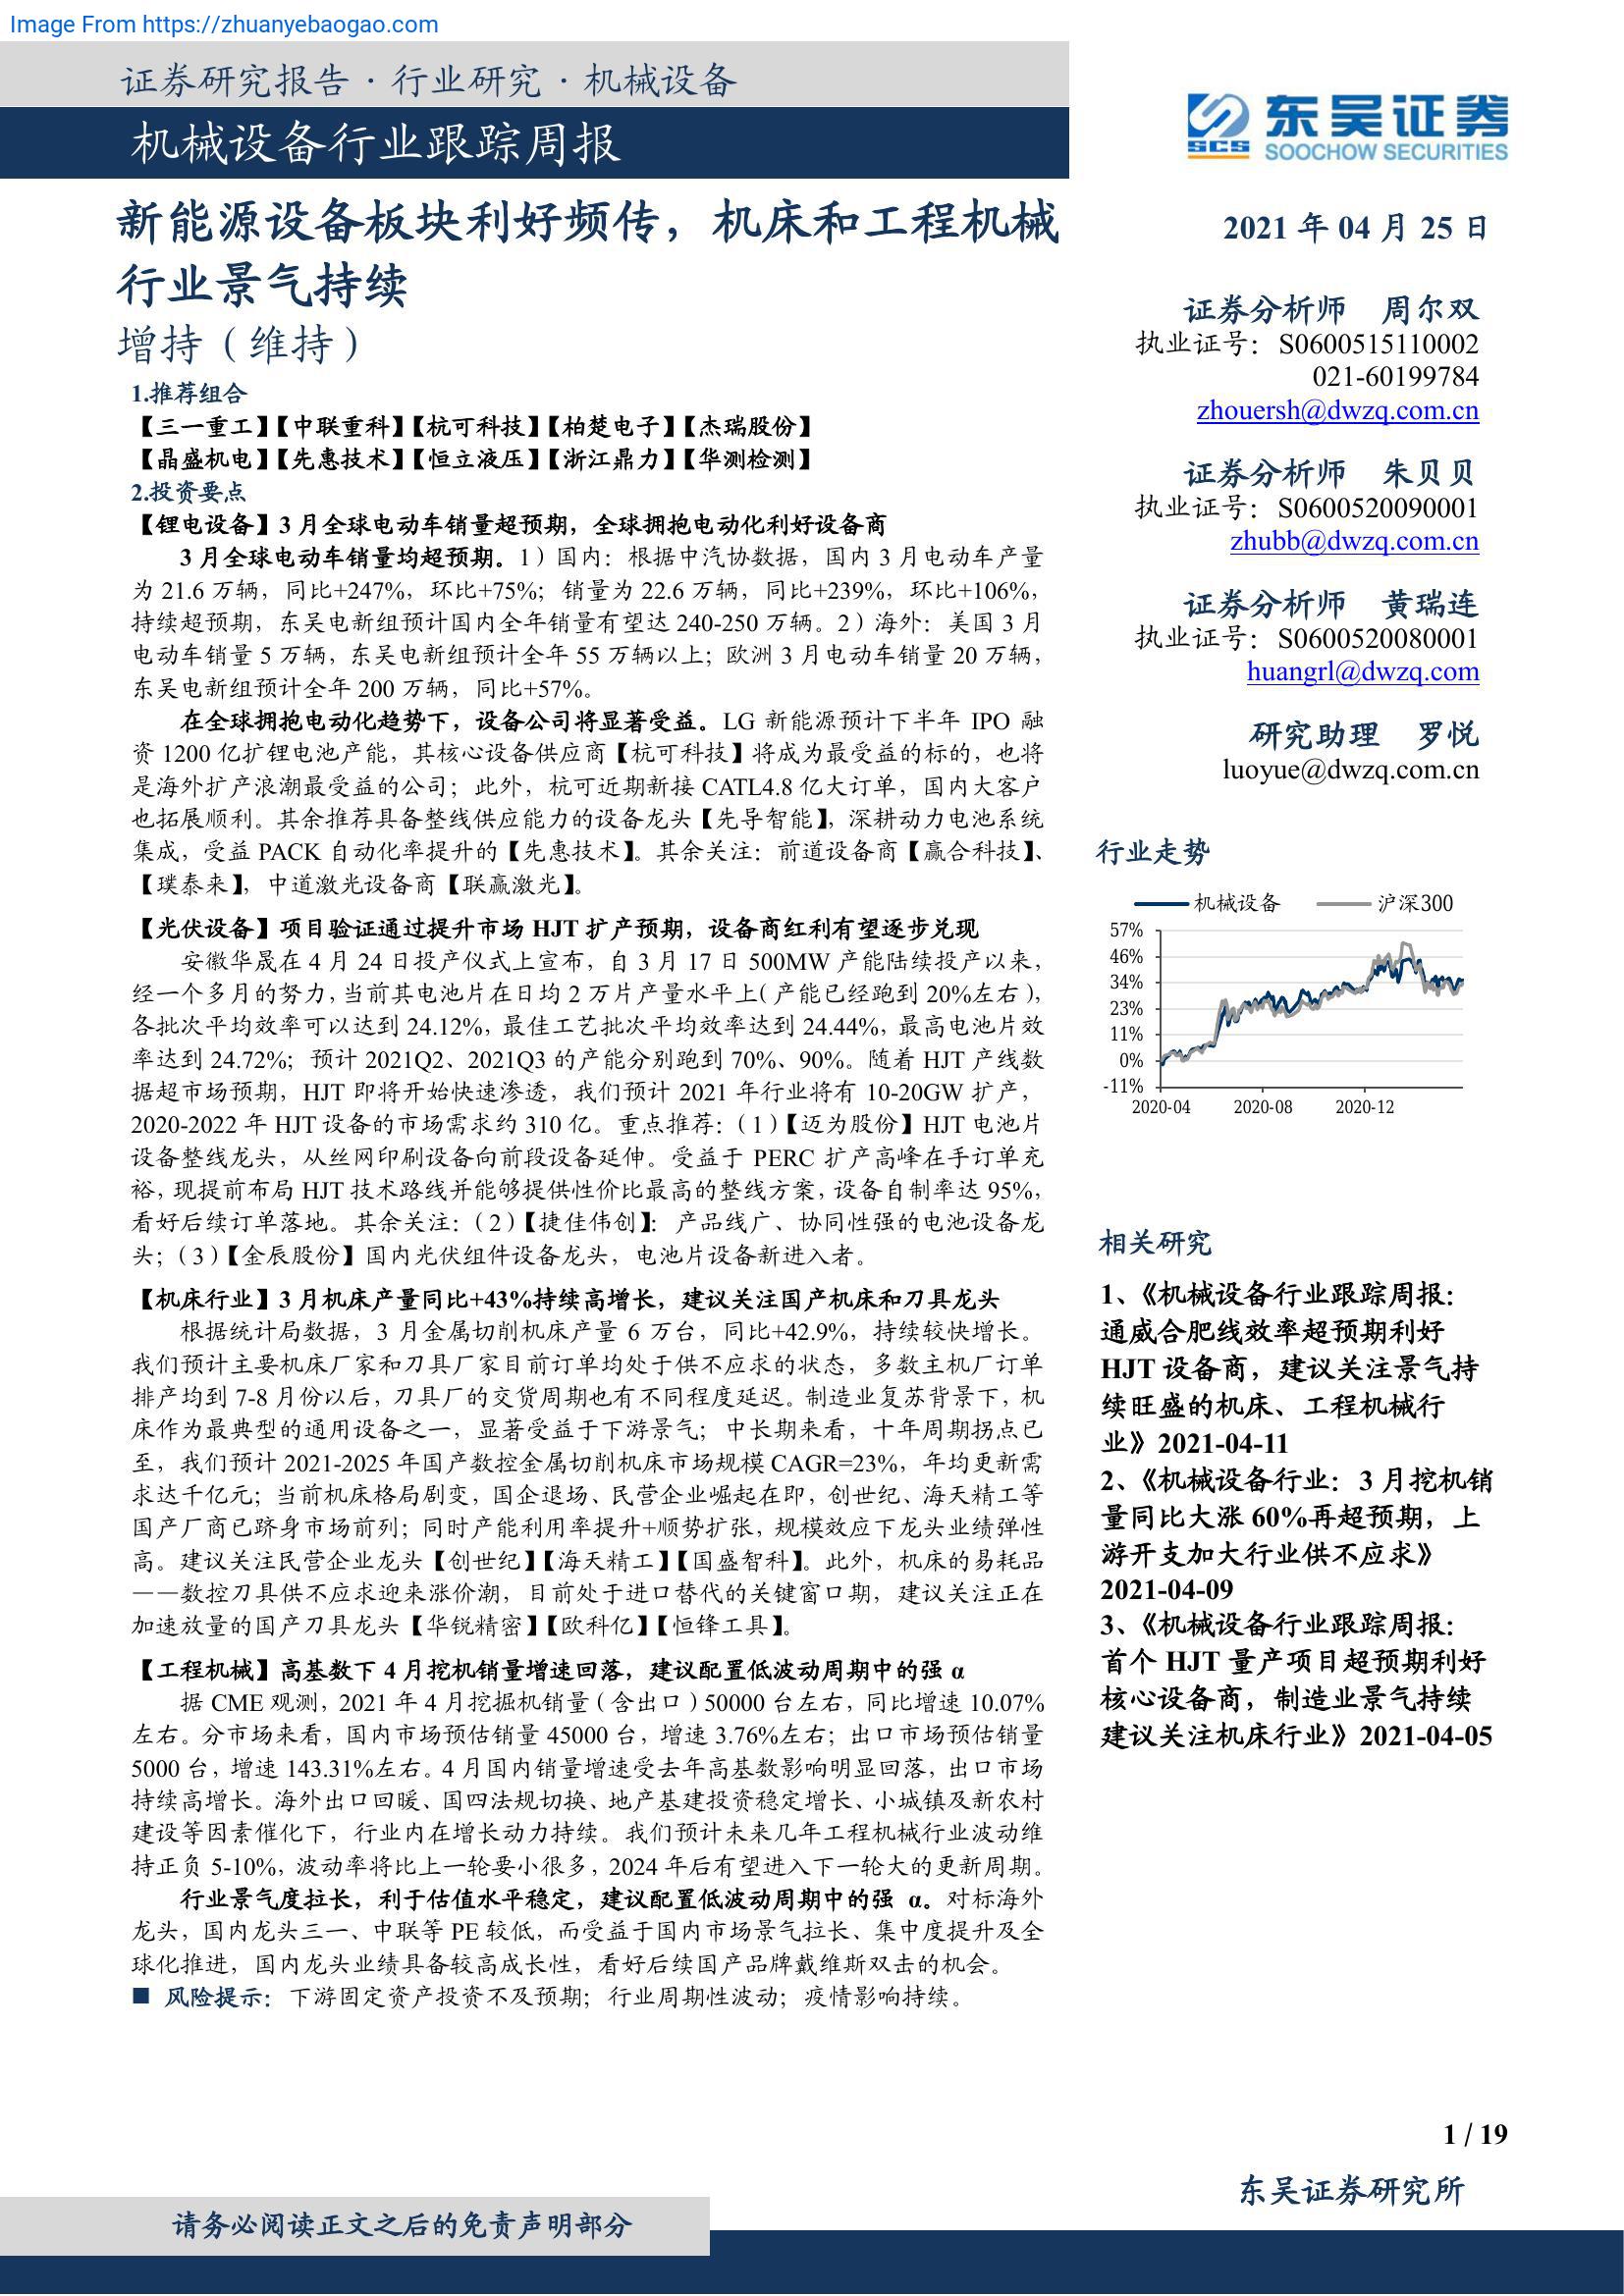 Image From https://zhuanyebaogao.com
证券研究报告·行业研究·机械设备
机械设备行业跟踪周报
东吴证券
SCS
SOOCHOW SECURITIES
新能源设备板块利好频传，机床和工程机械
行业景气持续
增持（维持）
1.推荐组合
【三一重工】【中联重科】【杭可科技】【柏楚电子】【杰瑞股份】
【晶盛机电】【先惠技术】【恒立液压】【浙江鼎力】【华测检测】
2.投资要点
【锂电设备】3 月全球电动车销量超预期，全球拥抱电动化利好设备商
3 月全球电动车销量均超预期。1）国内：根据中汽协数据，国内 3 月电动车产量
为 21.6 万辆，同比+247%，环比+75%；销量为 22.6 万辆，同比+239%，环比+106%，
持续超预期，东吴电新组预计国内全年销量有望达 240-250 万辆。2）海外：美国 3 月
电动车销量 5 万辆，东吴电新组预计全年 55 万辆以上；欧洲 3 月电动车销量 20 万辆，
东吴电新组预计全年 200 万辆，同比+57%。
在全球拥抱电动化趋势下，设备公司将显著受益。LG 新能源预计下半年 IPO 融
资 1200 亿扩锂电池产能，其核心设备供应商【杭可科技】将成为最受益的标的，也将
是海外扩产浪潮最受益的公司；此外，杭可近期新接 CATL4.8 亿大订单，国内大客户
也拓展顺利。其余推荐具备整线供应能力的设备龙头【先导智能】，深耕动力电池系统
集成，受益 PACK 自动化率提升的【先惠技术】。其余关注：前道设备商【赢合科技】、
【璞泰来】，中道激光设备商【联赢激光】。
【光伏设备】项目验证通过提升市场 HJT 扩产预期，设备商红利有望逐步兑现
安徽华晟在 4 月 24 日投产仪式上宣布，自 3 月 17 日 500MW 产能陆续投产以来，
经一个多月的努力，当前其电池片在日均 2 万片产量水平上（产能已经跑到 20%左右），
各批次平均效率可以达到 24.12%，最佳工艺批次平均效率达到 24.44%，最高电池片效
率达到 24.72%；预计 2021Q2、2021Q3 的产能分别跑到 70%、90%。随着 HJT 产线数
据超市场预期，HJT 即将开始快速渗透，我们预计 2021 年行业将有 10-20GW 扩产，
2020-2022 年 HJT 设备的市场需求约 310 亿。重点推荐：（1）【迈为股份】HJT 电池片
设备整线龙头，从丝网印刷设备向前段设备延伸。受益于 PERC 扩产高峰在手订单充
裕，现提前布局 HJT 技术路线并能够提供性价比最高的整线方案，设备自制率达 95%，
看好后续订单落地。其余关注：（2）【捷佳伟创】：产品线广、协同性强的电池设备龙
头；（3）【金辰股份】国内光伏组件设备龙头，电池片设备新进入者。
【机床行业】3 月机床产量同比+43%持续高增长，建议关注国产机床和刀具龙头
根据统计局数据，3 月金属切削机床产量 6 万台，同比+42.9%，持续较快增长。
我们预计主要机床厂家和刀具厂家目前订单均处于供不应求的状态，多数主机厂订单
排产均到 7-8 月份以后，刀具厂的交货周期也有不同程度延迟。制造业复苏背景下，机
床作为最典型的通用设备之一，显著受益于下游景气；中长期来看，十年周期拐点已
至，我们预计 2021-2025 年国产数控金属切削机床市场规模 CAGR=23%，年均更新需
求达千亿元；当前机床格局剧变，国企退场、民营企业崛起在即，创世纪、海天精工等
国产厂商已跻身市场前列；同时产能利用率提升+顺势扩张，规模效应下龙头业绩弹性
高。建议关注民营企业龙头【创世纪】【海天精工】【国盛智科】。此外，机床的易耗品
——数控刀具供不应求迎来涨价潮，目前处于进口替代的关键窗口期，建议关注正在
加速放量的国产刀具龙头【华锐精密】【欧科亿】【恒锋工具】。
【工程机械】高基数下 4 月挖机销量增速回落，建议配置低波动周期中的强 α
据 CME 观测，2021 年 4 月挖掘机销量（含出口）50000 台左右，同比增速 10.07%
左右。分市场来看，国内市场预估销量 45000 台，增速 3.76%左右；出口市场预估销量
5000 台，增速 143.31%左右。4 月国内销量增速受去年高基数影响明显回落，出口市场
持续高增长。海外出口回暖、国四法规切换、地产基建投资稳定增长、小城镇及新农村
建设等因素催化下，行业内在增长动力持续。我们预计未来几年工程机械行业波动维
持正负 5-10%，波动率将比上一轮要小很多，2024 年后有望进入下一轮大的更新周期。
行业景气度拉长，利于估值水平稳定，建议配置低波动周期中的强 α。对标海外
龙头，国内龙头三一、中联等 PE 较低，而受益于国内市场景气拉长、集中度提升及全
球化推进，国内龙头业绩具备较高成长性，看好后续国产品牌戴维斯双击的机会。
■ 风险提示：下游固定资产投资不及预期；行业周期性波动；疫情影响持续。
2021 年 04 月 25 日
证券分析师 周尔双
执业证号：S0600515110002
021-60199784
zhouersh@dwzq.com.cn
证券分析师 朱贝贝
执业证号：S0600520090001
zhubb@dwzq.com.cn
证券分析师 黄瑞连
执业证号：S0600520080001
huangrl@dwzq.com
研究助理 罗悦
luoyue@dwzq.com.cn
行业走势
机械设备 沪深300
57%
46%
34%
23%
11%
0%
-11%
2020-04 2020-08 2020-12
相关研究
1、《机械设备行业跟踪周报：
通威合肥线效率超预期利好
HJT 设备商，建议关注景气持
续旺盛的机床、工程机械行
业》2021-04-11
2、《机械设备行业：3 月挖机销
量同比大涨 60%再超预期，上
游开支加大行业供不应求》
2021-04-09
3、《机械设备行业跟踪周报：
首个 HJT 量产项目超预期利好
核心设备商，制造业景气持续
建议关注机床行业》2021-04-05
1 / 19
东吴证券研究所
请务必阅读正文之后的免责声明部分